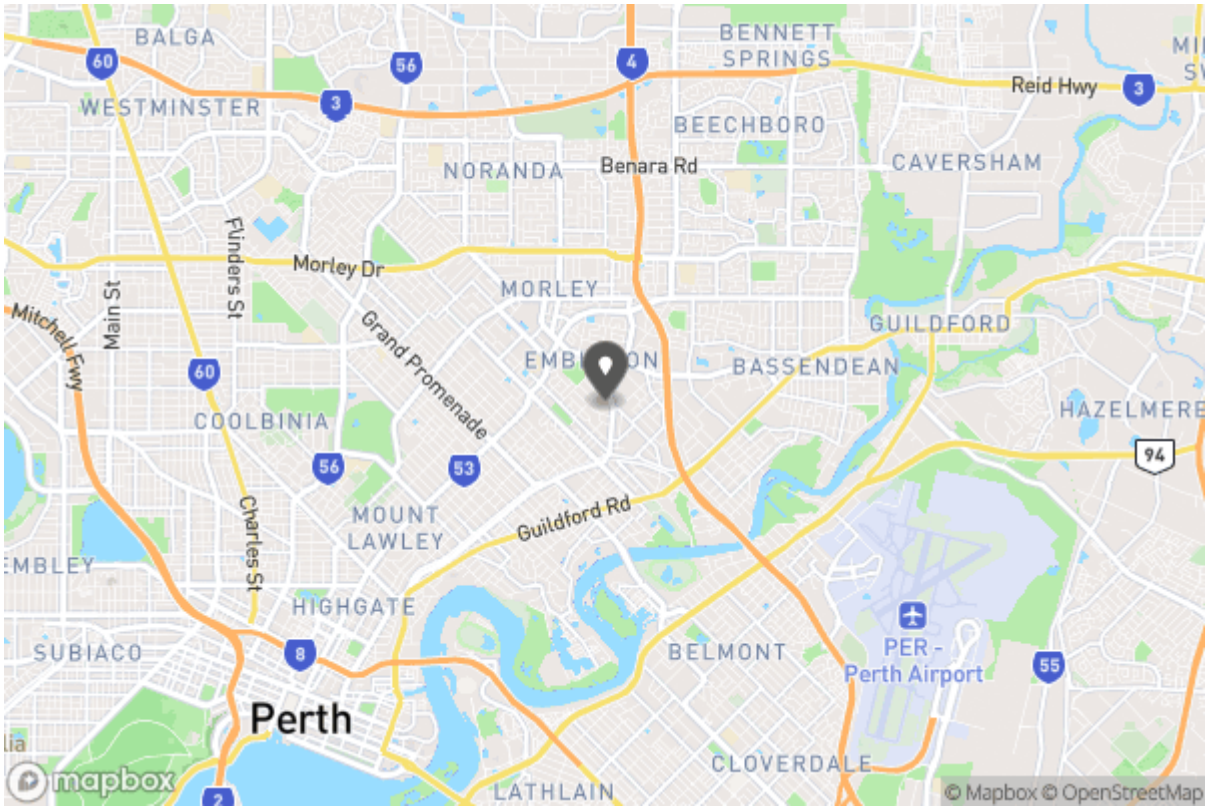 BALGA
BENNETT
SPRINGS
60
56
4
Reid Hwy
3
WESTMINSTER
3
BEECHBORO
NORANDA
Benara Rd
CAVERSHAM
Flinders St
Morley Dr
Main St
MORLEY
Mitchell Fwy
Grand Promenade
GUILDFORD
60
BASSENDEAN
COOLBINIA
HAZELMERE
56
53
94
MOUNT
LAWLEY
Guildford Rd
Charles St
EMBLEY
HIGHGATE
SUBIACO
8
BELMONT
PER -
Perth Airport
55
Perth
CLOVERDALE
lia
mapbox
2
LATHLAIN
© Mapbox © OpenStreetMap